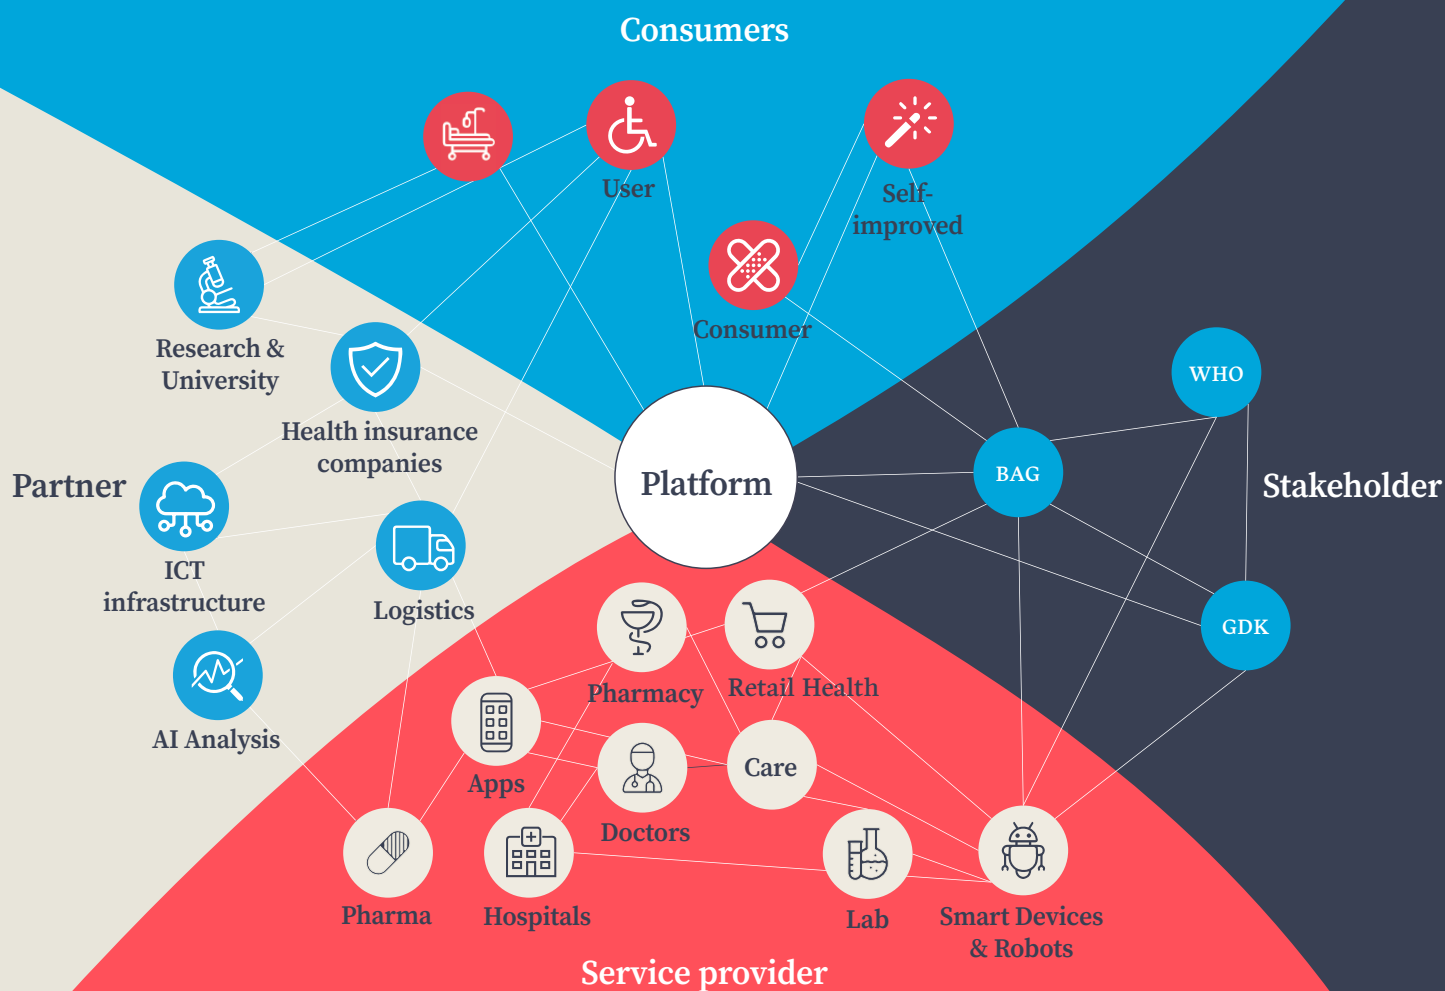 Consumers
User
Self-
improved
Consumer
Research &
University
Health insurance
companies
WHO
Partner
Platform
BAG
Stakeholder
ICT
infrastructure
Logistics
GDK
Pharmacy
Retail Health
AI Analysis
Apps
Care
Doctors
Pharma
Hospitals
Lab
Smart Devices
& Robots
Service provider